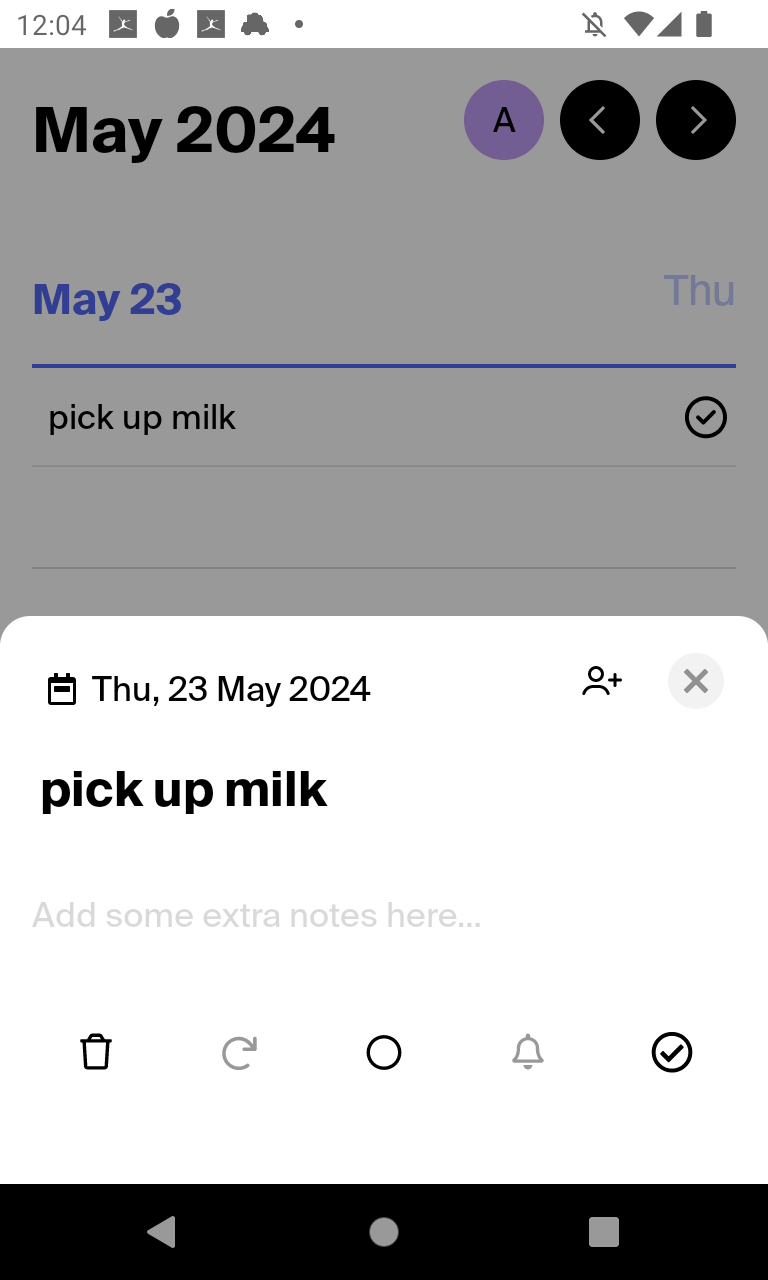 12:04
May 2024
A
May 23
Thu
pick up milk
Thu, 23 May 2024
pick up milk
Add some extra notes here...